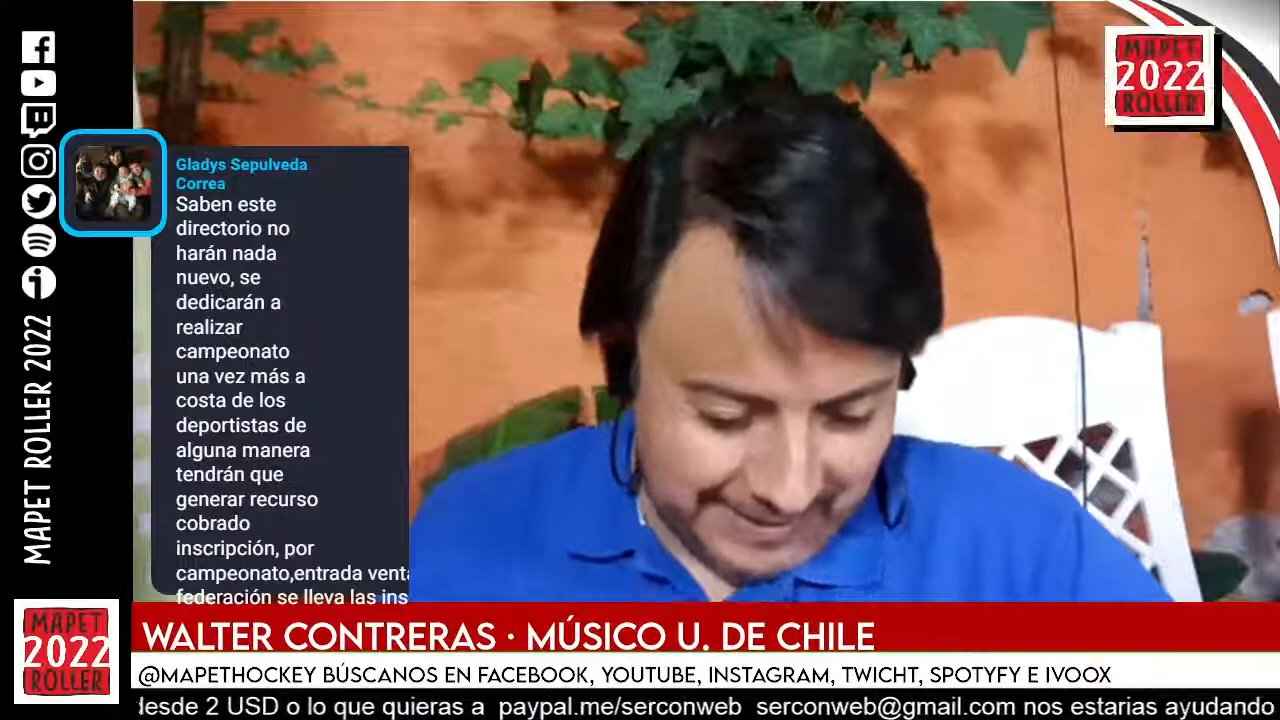 MAPET
2022
ROLLER
Gladys Sepulveda
Correa
Saben este
directorio no
harán nada
nuevo, se
dedicarán a
realizar
campeonato
una vez más a
costa de los
deportistas de
alguna manera
tendrán que
generar recurso
cobrado
inscripción, por
campeonato,entrada venta
federación se lleva las ins
MAPET ROLLER 2022
MAPET
2022
ROLLER
WALTER CONTRERAS · MÚSICO U. DE CHILE
@MAPETHOCKEY BÚSCANOS EN FACEBOOK, YOUTUBE, INSTAGRAM, TWICHT, SPOTYFY E IVOOX
desde 2 USD o lo que quieras a paypal.me/serconweb serconweb@gmail.com nos estarias ayudando